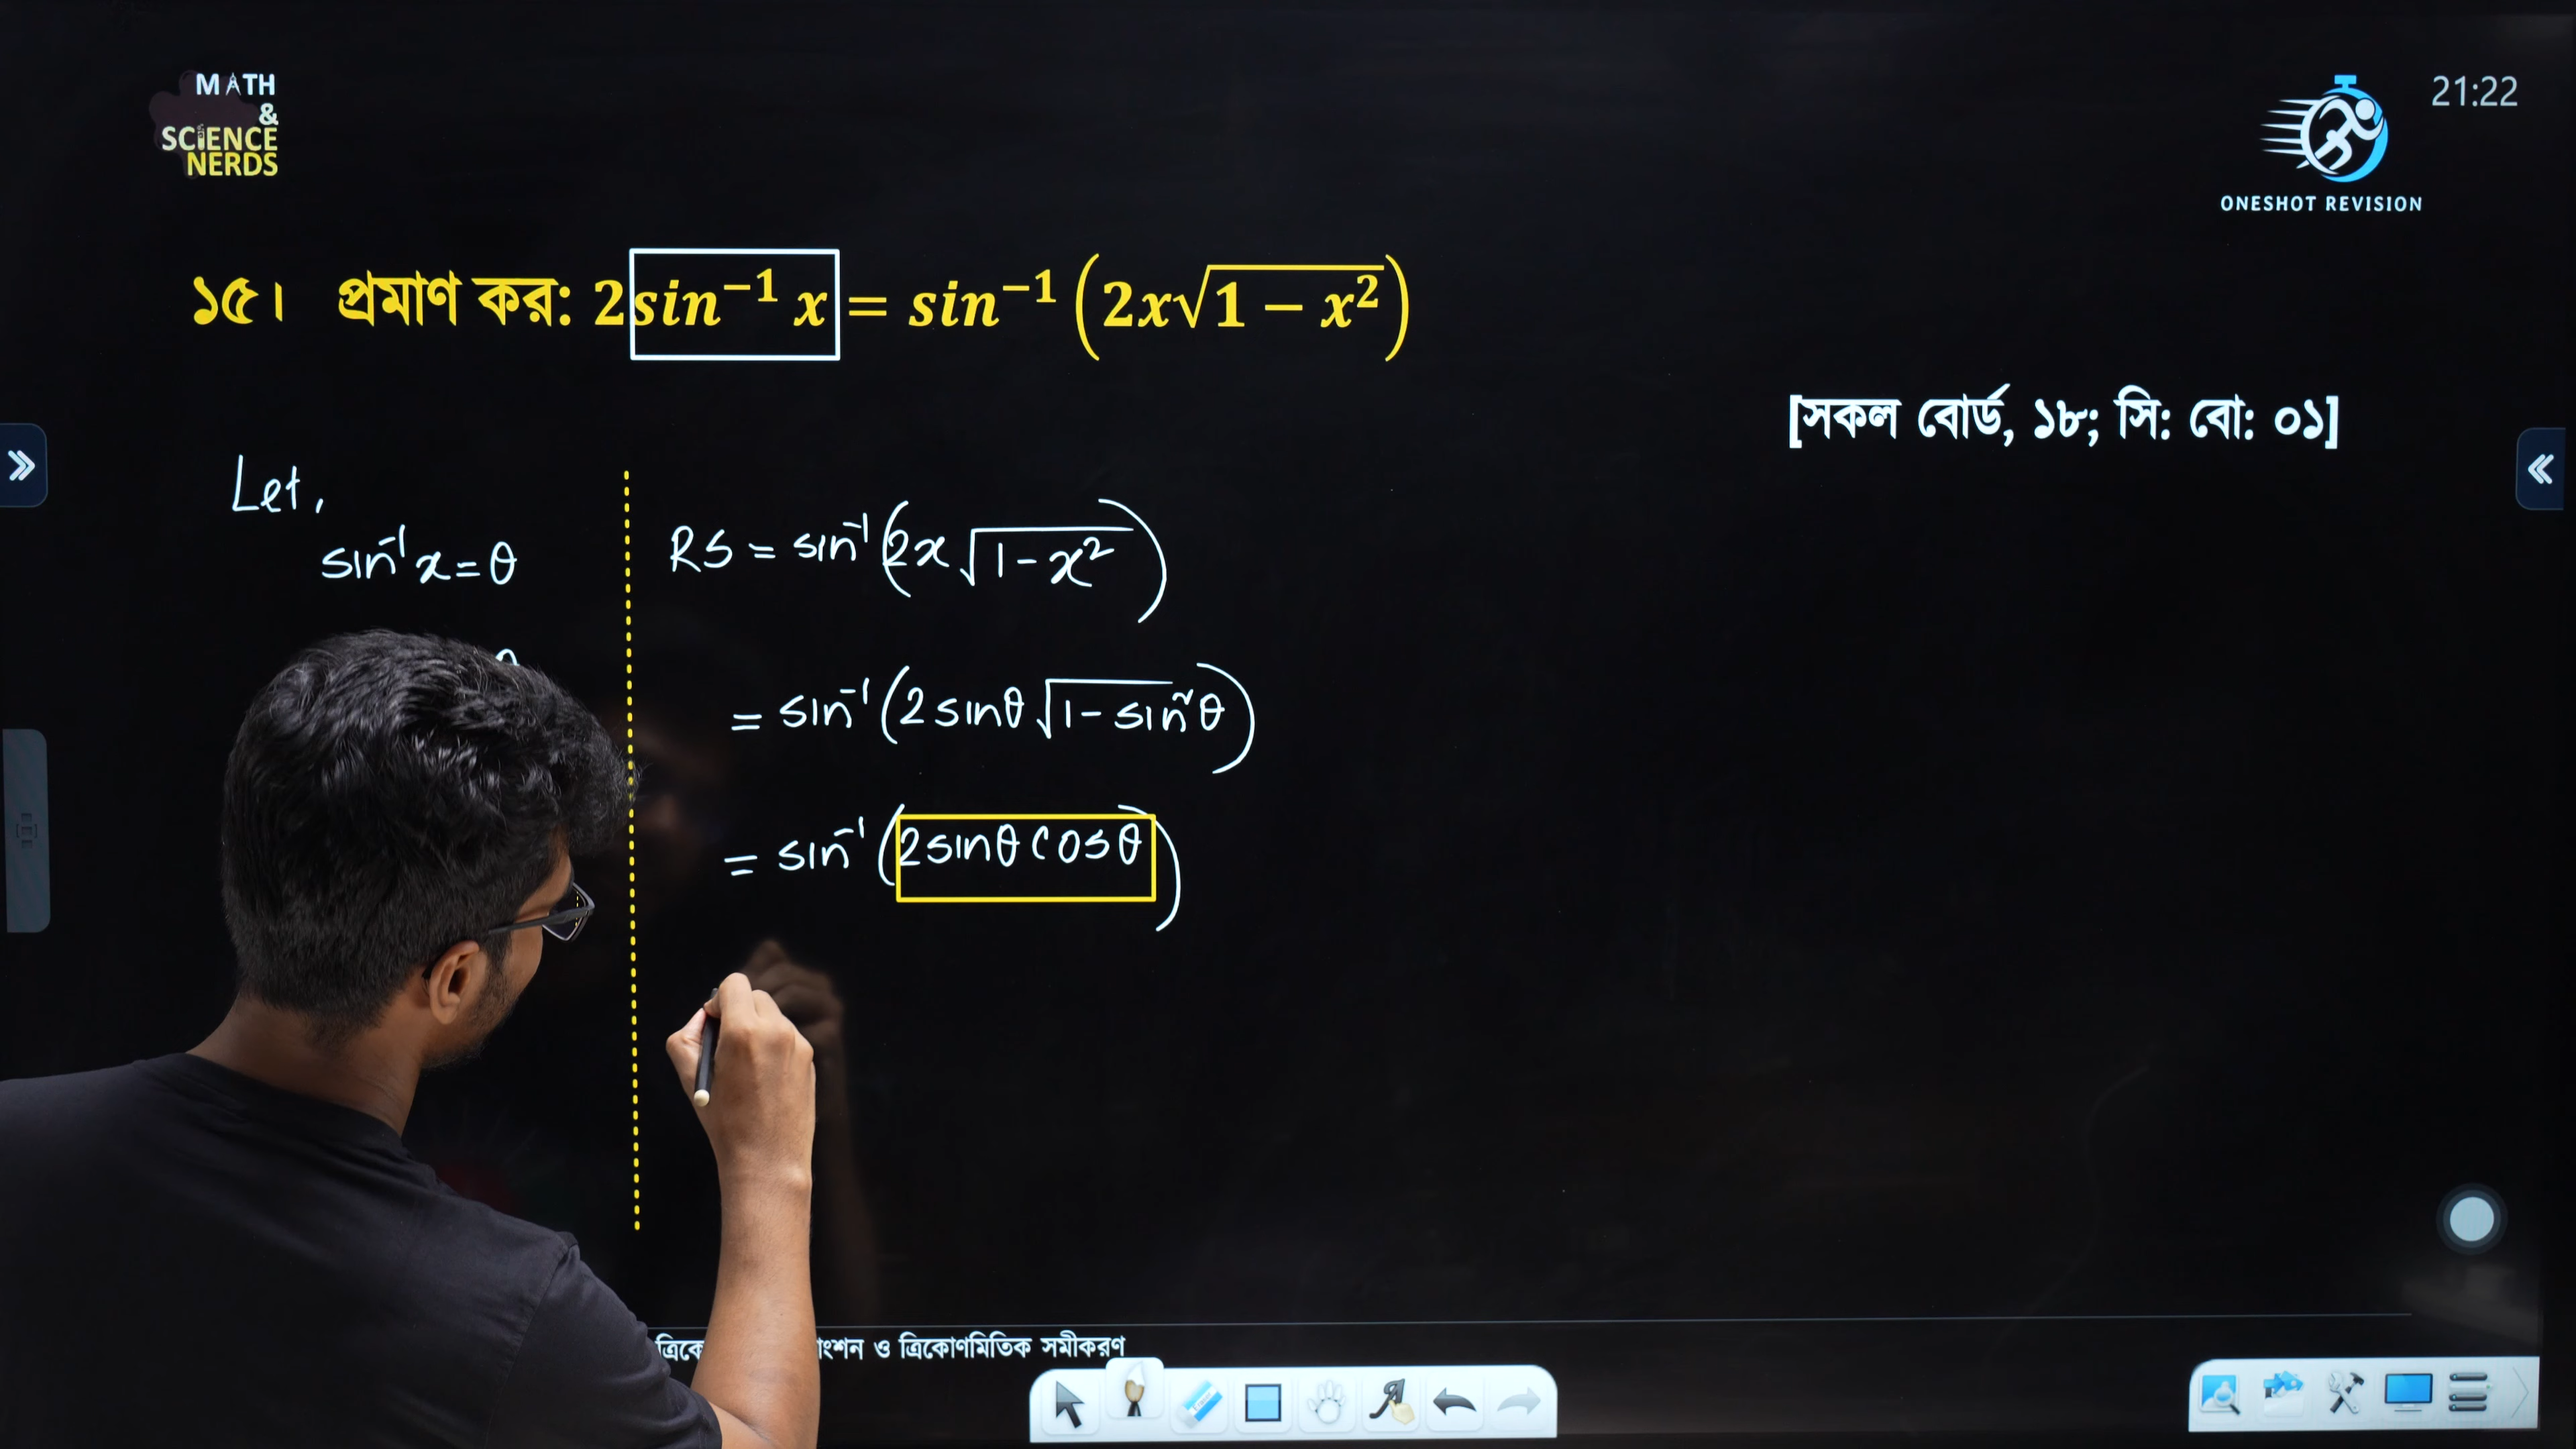 MATH
&
SCIENCE
NERDS
21:22
ONESHOT REVISION
১৫। প্রমাণ কর: 2sin⁻¹ x = sin⁻¹ (2x√(1 − x²))
[সকল বোর্ড, ১৮; সি: বো: ০১]
Let,
sin⁻¹x = θ
RS = sin⁻¹(2x√(1-x²))
= sin⁻¹(2sinθ√(1-sin²θ))
= sin⁻¹(2sinθcosθ)
ও ত্রিকোণমিতিক সমীকরণ